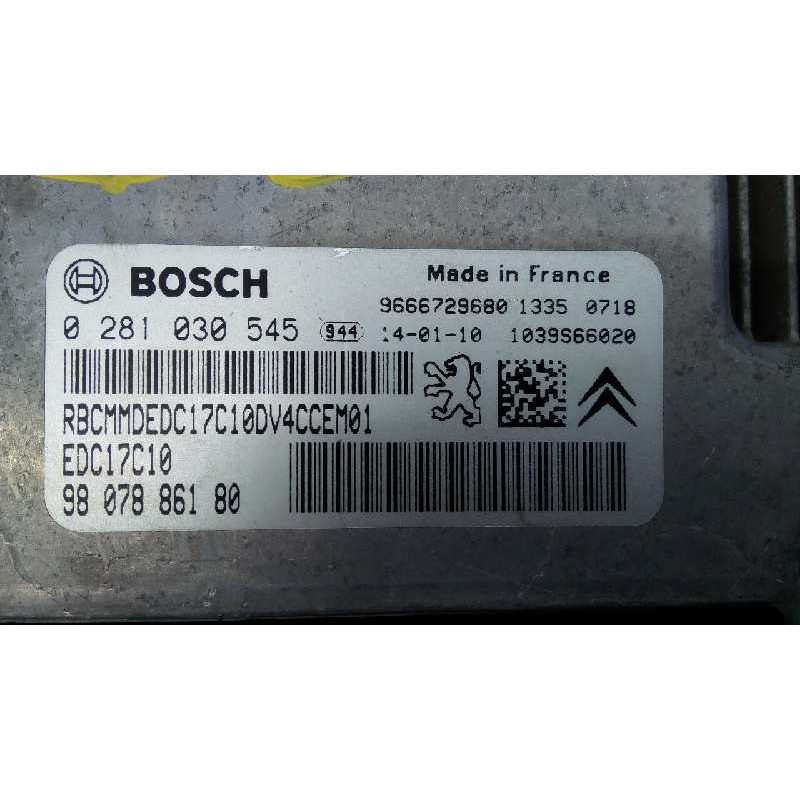 BOSCH Made in France
9666729680 1335 0718
0 281 030 545 944 14-01-10 1039S66020
RBCMMDEDC17C10DV4CCEM01
EDC17C10
98 078 861 80